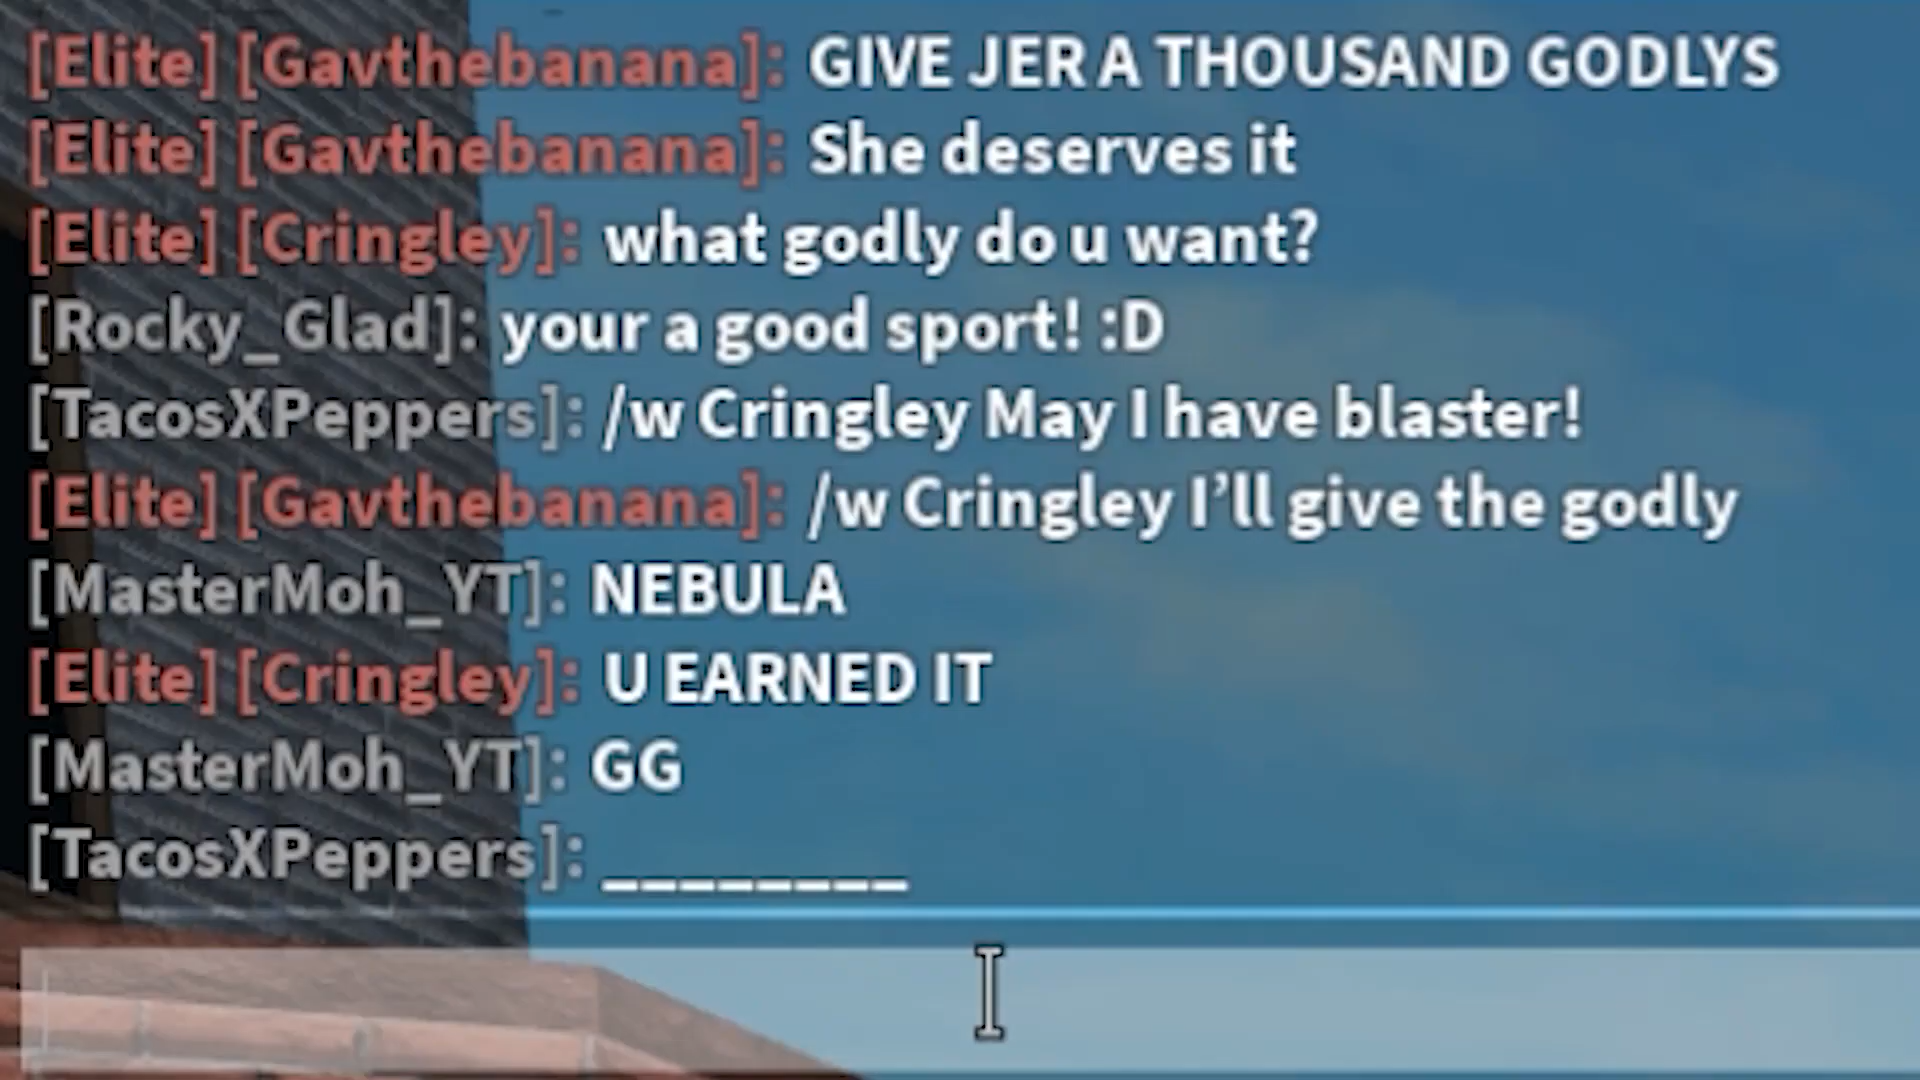 [Elite] [Gavthebanana]: GIVE JER A THOUSAND GODLYS
[Elite] [Gavthebanana]: She deserves it
[Elite] [Cringley]: what godly do u want?
[Rocky_Glad]: your a good sport! :D
[TacosXPeppers]: /w Cringley May I have blaster!
[Elite] [Gavthebanana]: /w Cringley I’ll give the godly
[MasterMoh_YT]: NEBULA
[Elite] [Cringley]: U EARNED IT
[MasterMoh_YT]: GG
[TacosXPeppers]: ________